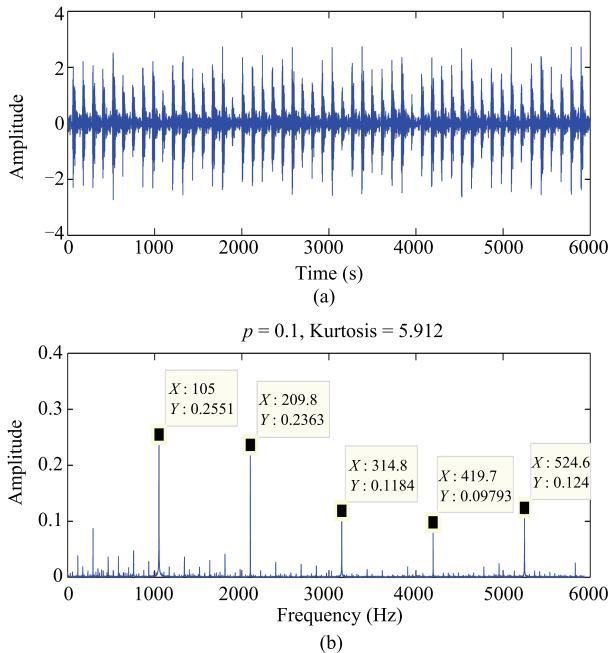 4
2
0
−2
−4
Amplitude
0 1000 2000 3000 4000 5000 6000
Time (s)
(a)
p = 0.1, Kurtosis = 5.912
0.4
0.3
0.2
0.1
0
Amplitude
X : 105
Y : 0.2551
X : 209.8
Y : 0.2363
X : 314.8
Y : 0.1184
X : 419.7
Y : 0.09793
X : 524.6
Y : 0.124
0 1000 2000 3000 4000 5000 6000
Frequency (Hz)
(b)